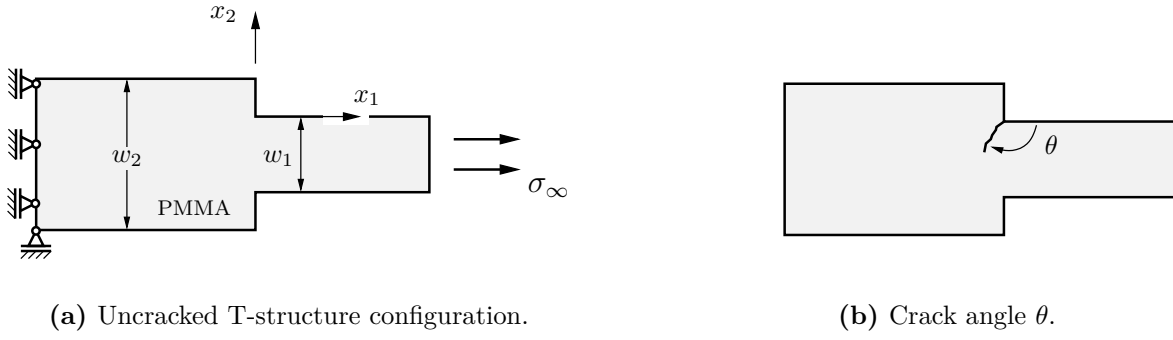 x₂
x₁
w₂
w₁
PMMA
σ∞
θ
(a) Uncracked T-structure configuration.
(b) Crack angle θ.